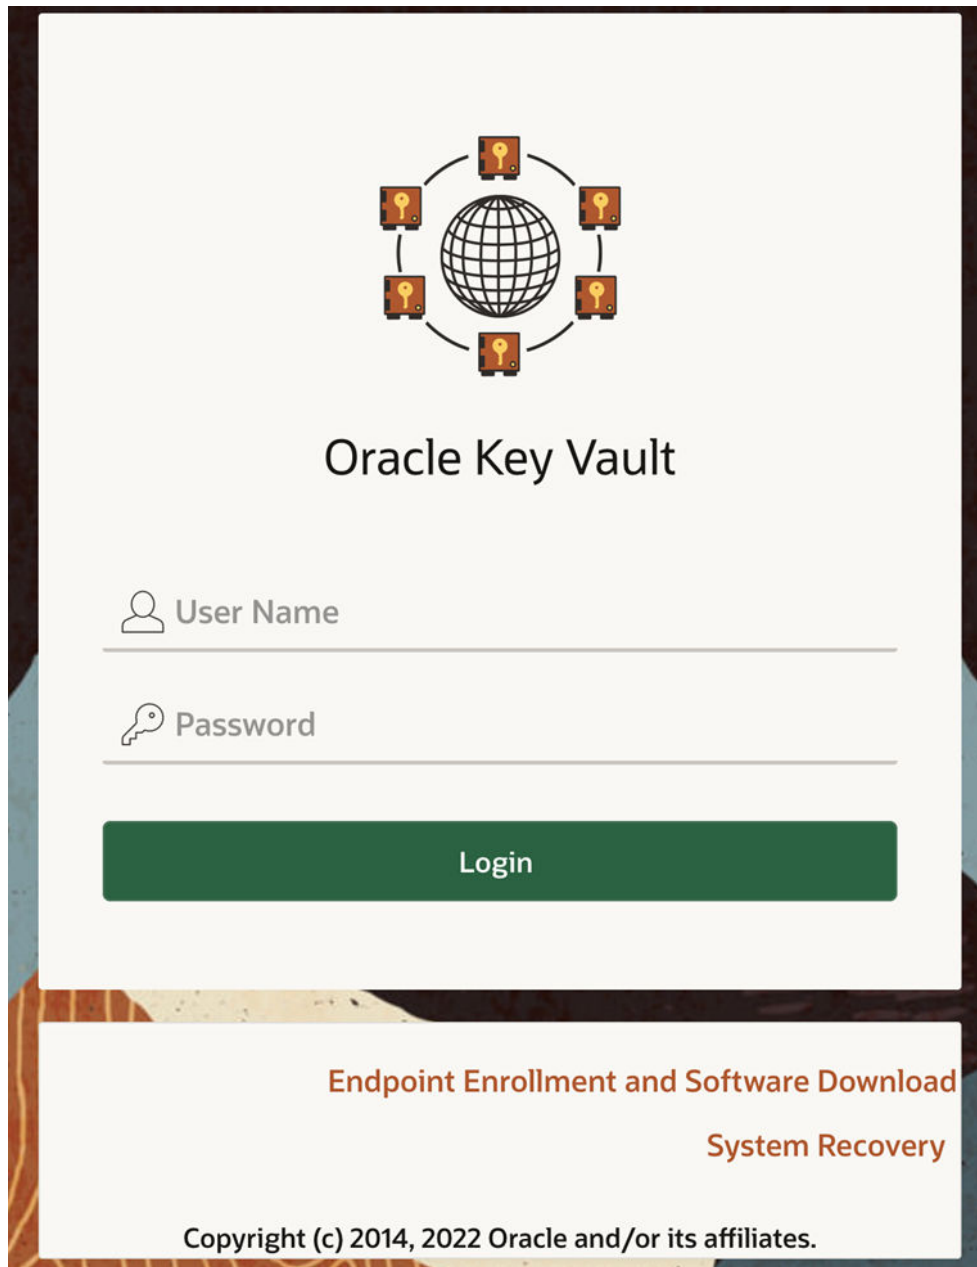 Oracle Key Vault
User Name
Password
Login
Endpoint Enrollment and Software Download
System Recovery
Copyright (c) 2014, 2022 Oracle and/or its affiliates.